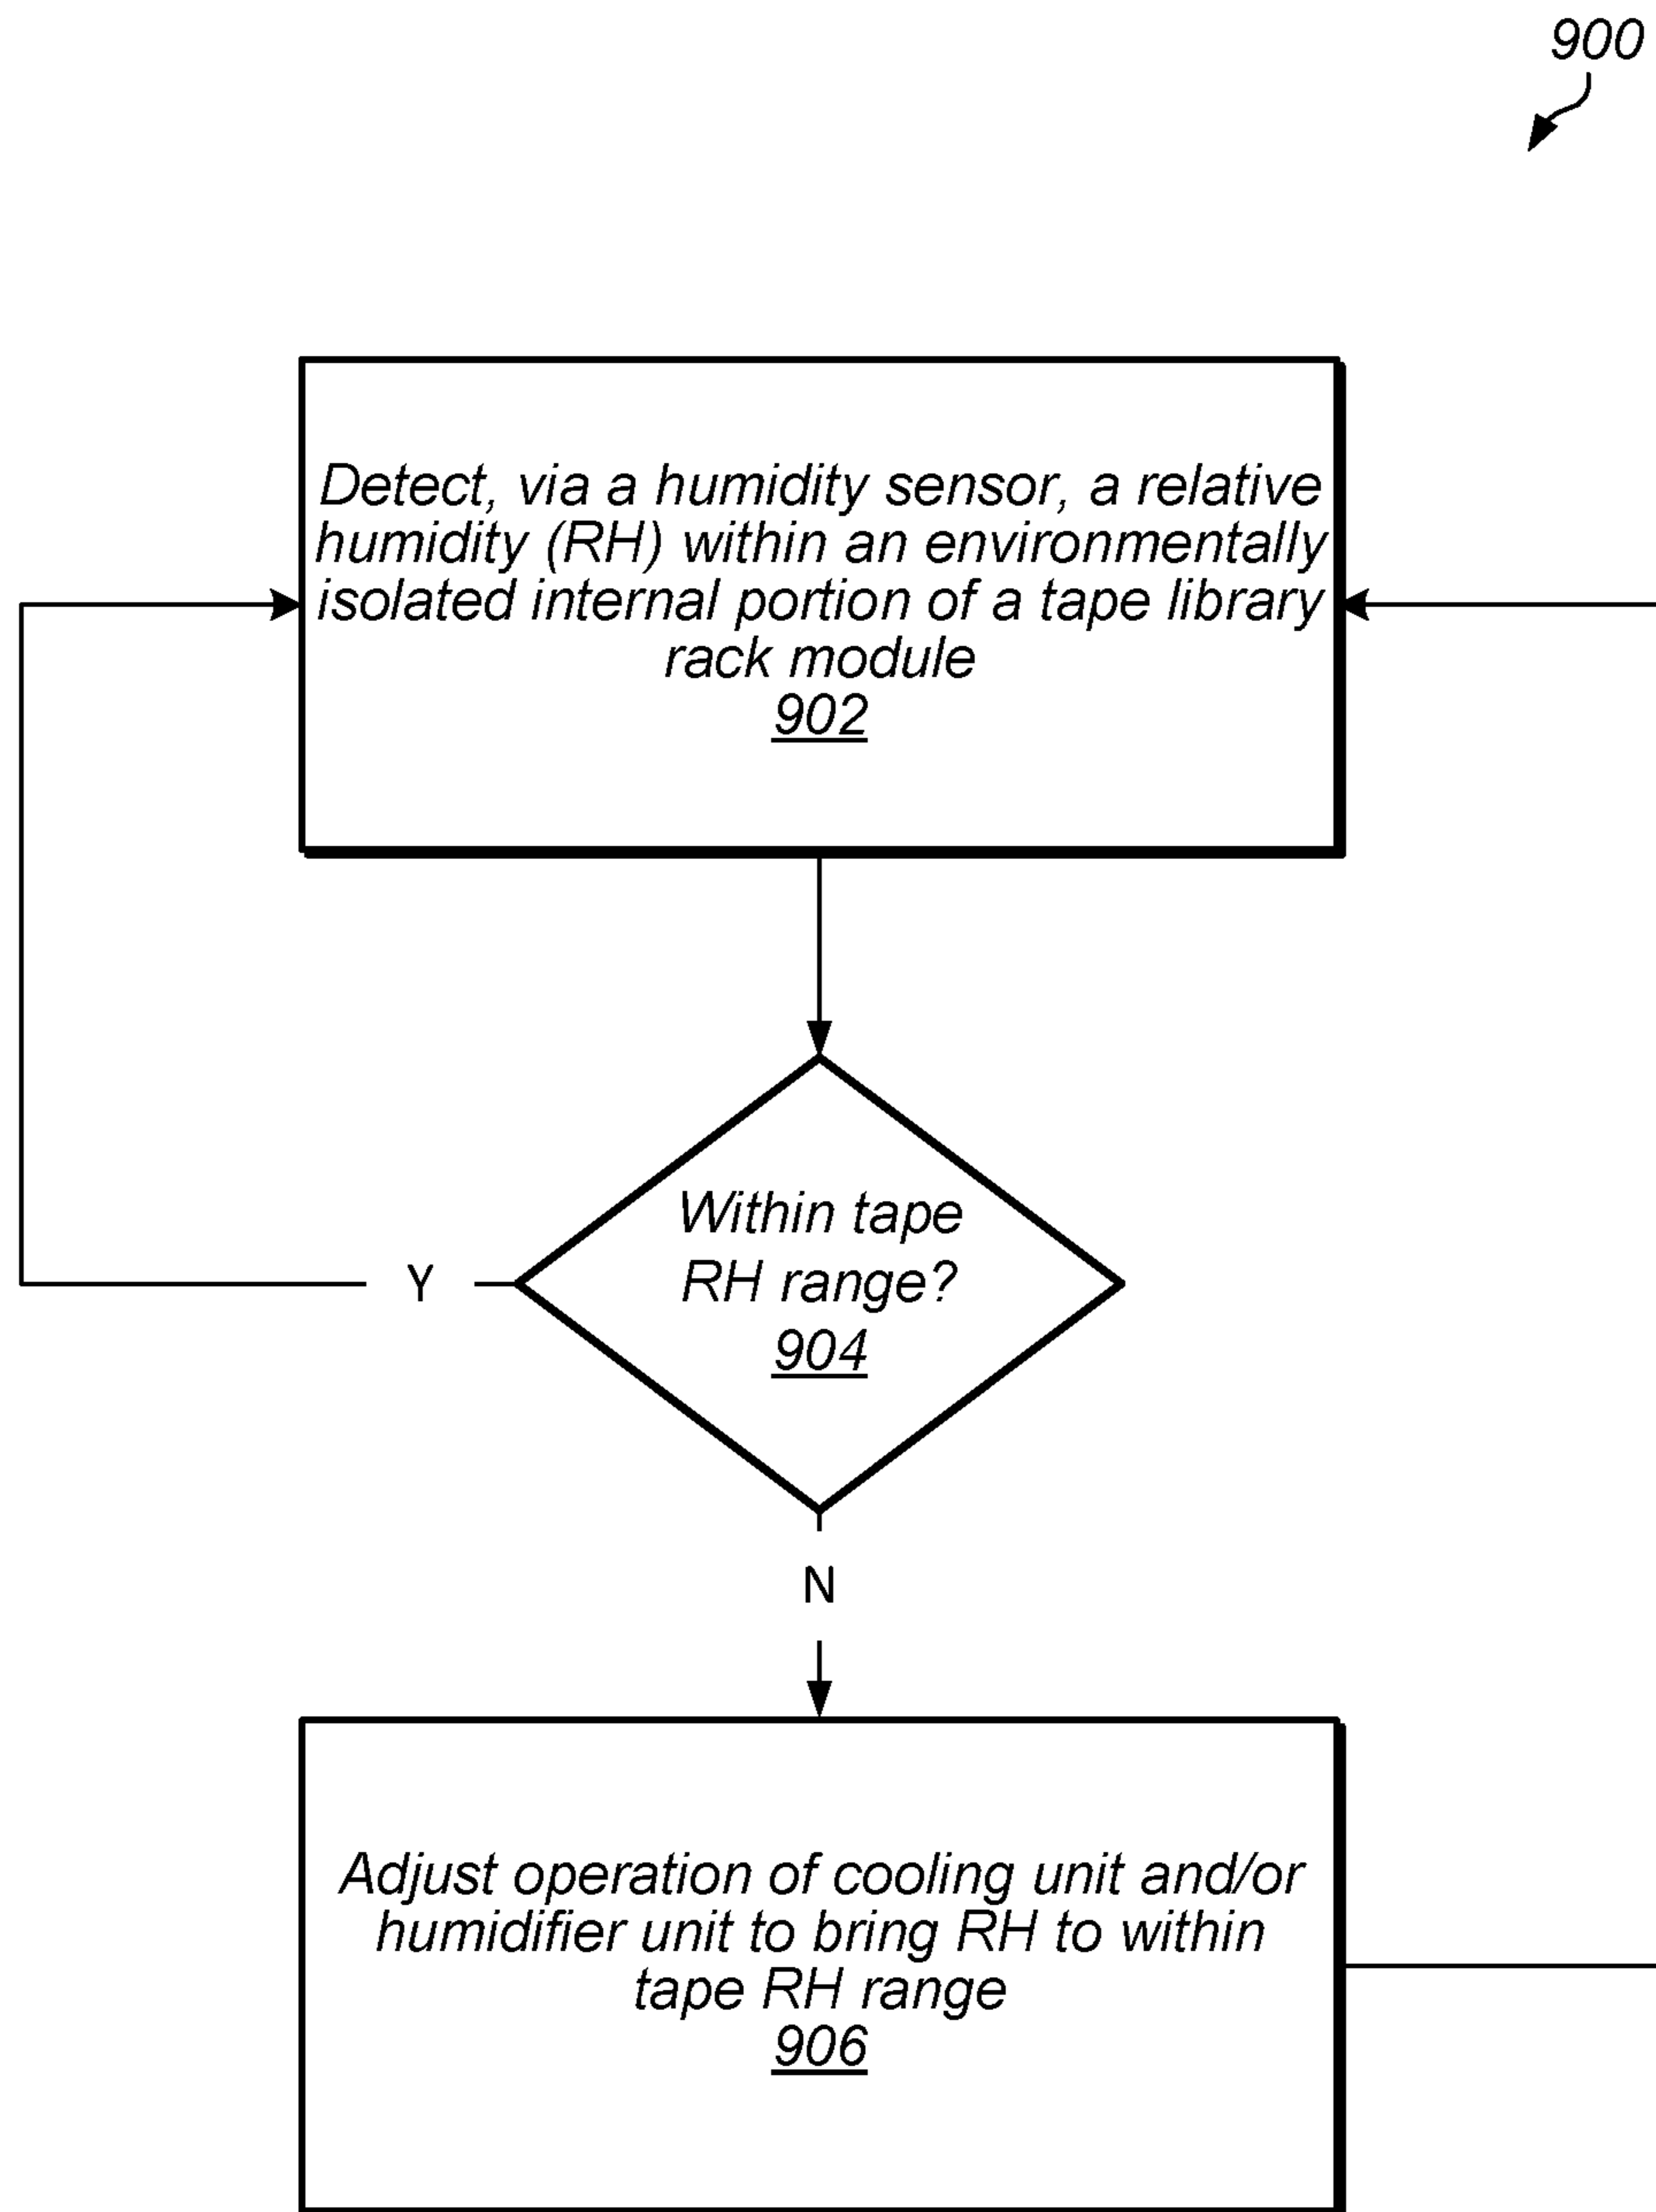 900
Detect, via a humidity sensor, a relative
humidity (RH) within an environmentally
isolated internal portion of a tape library
rack module
902
Within tape
RH range?
904
Y
N
Adjust operation of cooling unit and/or
humidifier unit to bring RH to within
tape RH range
906